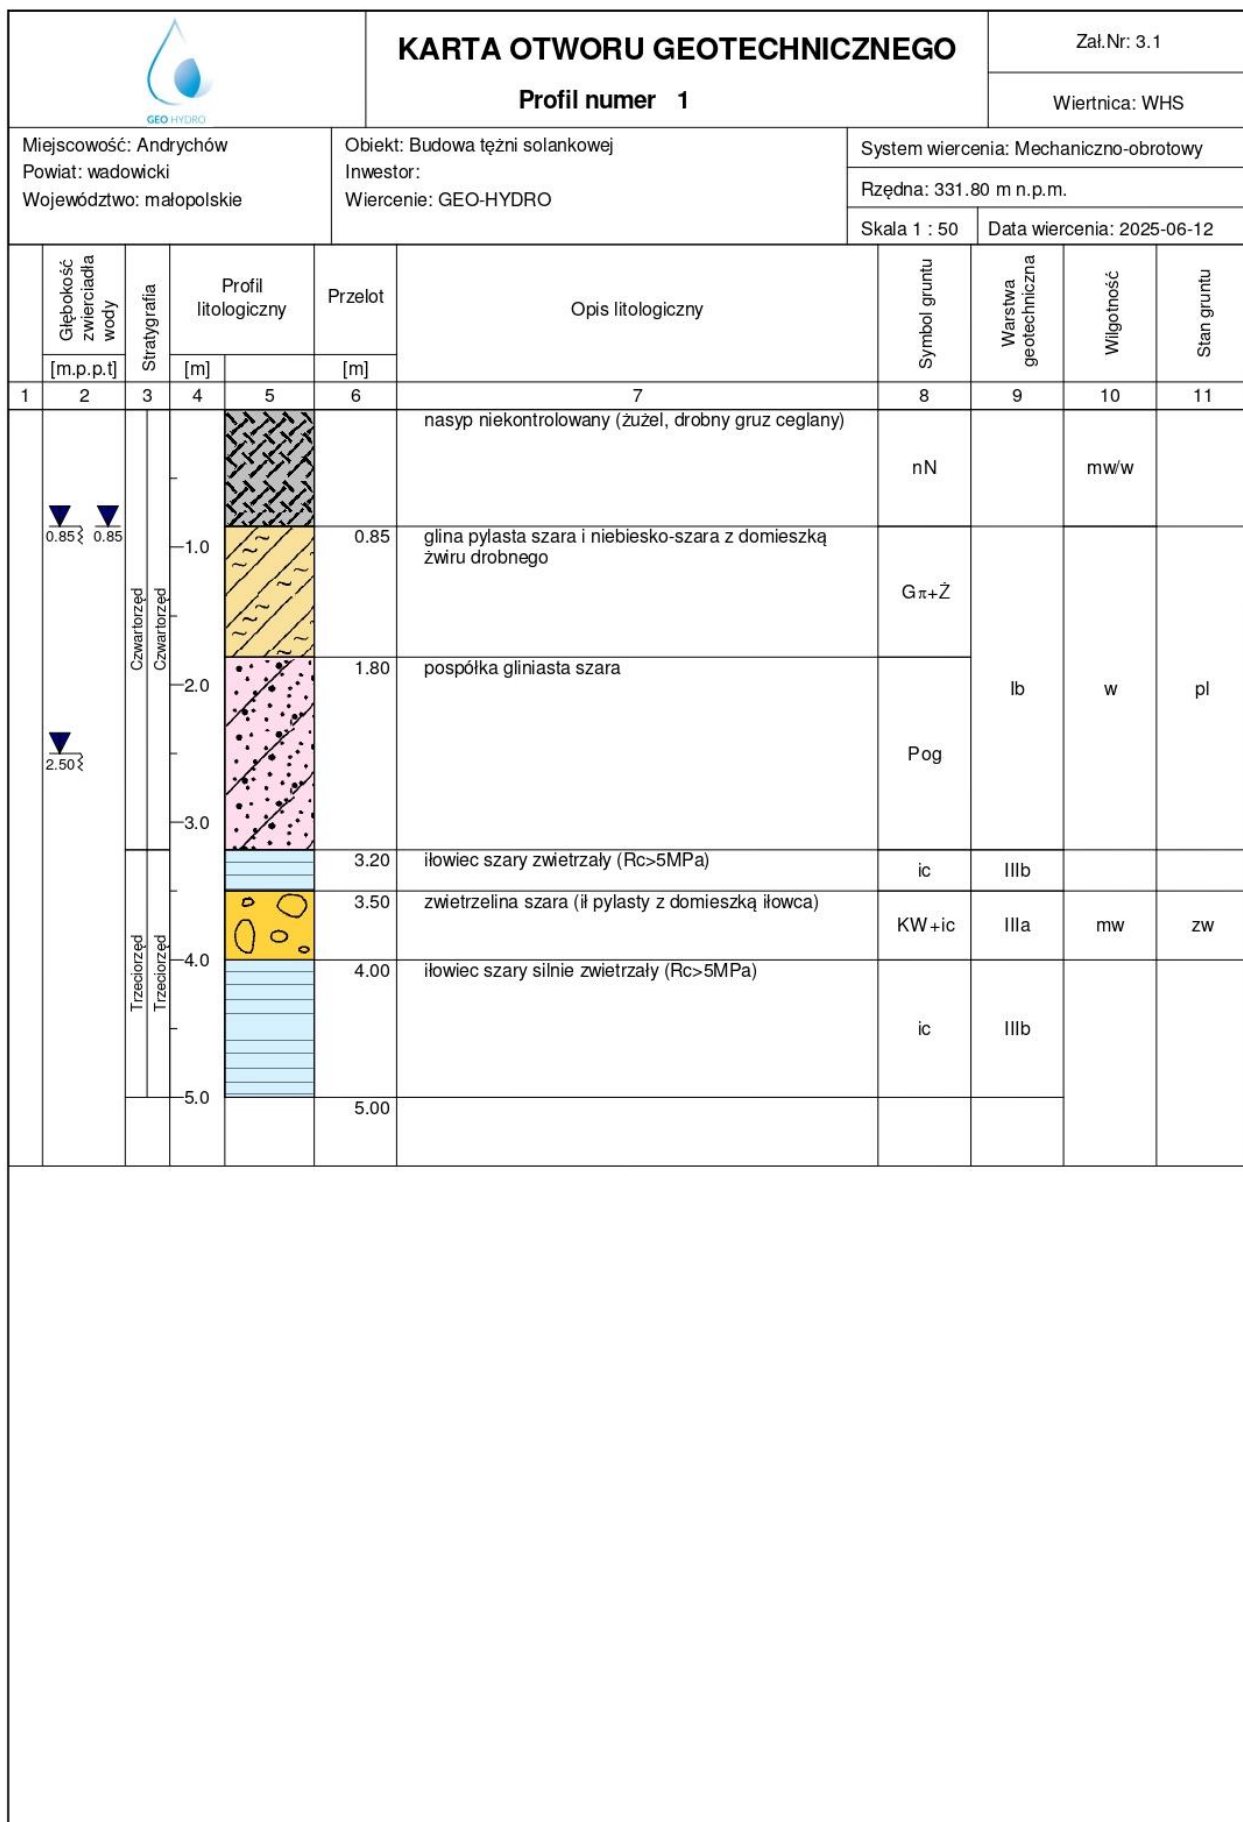 GEO HYDRO
KARTA OTWORU GEOTECHNICZNEGO
Profil numer 1
Zał.Nr: 3.1
Wiertnica: WHS
Miejscowość: Andrychów
Powiat: wadowicki
Województwo: małopolskie
Obiekt: Budowa tężni solankowej
Inwestor:
Wiercenie: GEO-HYDRO
System wiercenia: Mechaniczno-obrotowy
Rzędna: 331.80 m n.p.m.
Skala 1 : 50
Data wiercenia: 2025-06-12
Głębokość
zwierciadła
wody
[m.p.p.t]
Stratygrafia
Profil
litologiczny
[m]
Przelot
[m]
Opis litologiczny
Symbol gruntu
Warstwa
geotechniczna
Wilgotność
Stan gruntu
1 2 3 4 5 6 7 8 9 10 11
nasyp niekontrolowany (żużel, drobny gruz ceglany)
nN
mw/w
0.85 0.85
1.0
0.85
glina pylasta szara i niebiesko-szara z domieszką
żwiru drobnego
Gπ+Ż
Czwartorzęd
Czwartorzęd
1.80
pospółka gliniasta szara
2.0
Ib
w
pl
2.50
Pog
3.0
3.20
iłowiec szary zwietrzały (Rc>5MPa)
ic
IIIb
3.50
zwietrzelina szara (ił pylasty z domieszką iłowca)
KW+ic
IIIa
mw
zw
Trzeciorzęd
Trzeciorzęd
4.0
4.00
iłowiec szary silnie zwietrzały (Rc>5MPa)
ic
IIIb
5.0
5.00